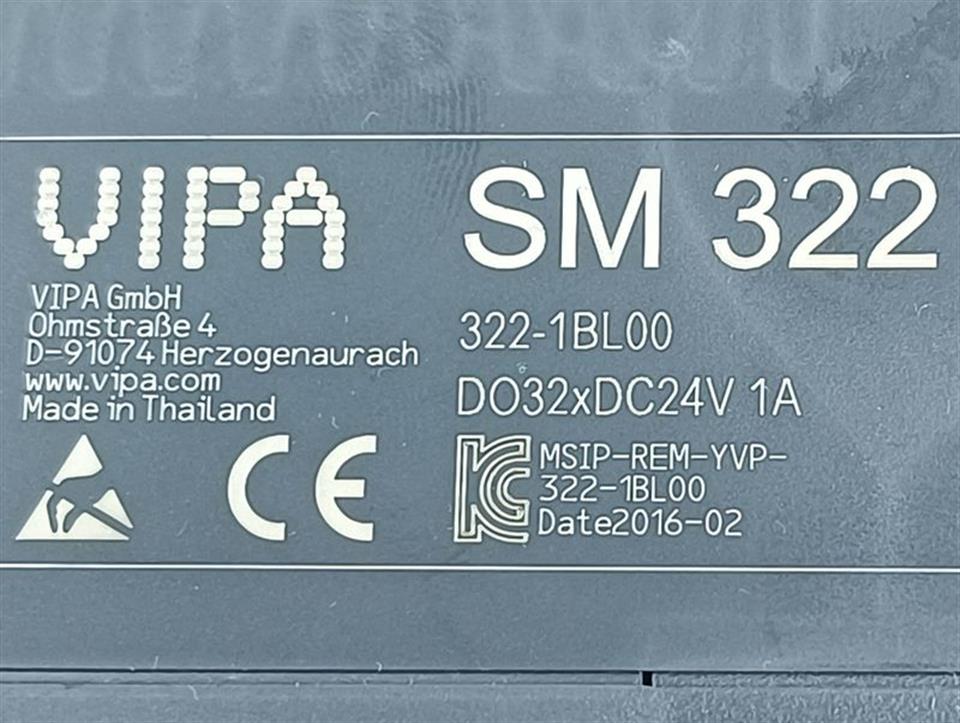 VIPA
VIPA GmbH
Ohmstraße 4
D-91074 Herzogenaurach
www.vipa.com
Made in Thailand
CE
SM 322
322-1BL00
DO32xDC24V 1A
KC
MSIP-REM-YVP-
322-1BL00
Date2016-02